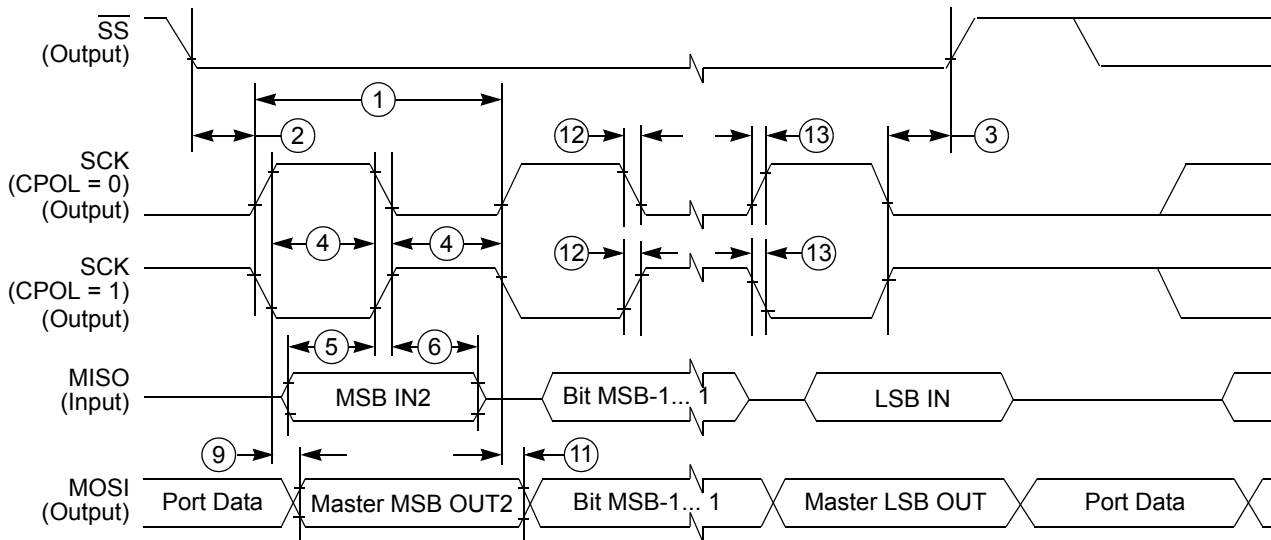 SS
(Output)
1
2
12
13
3
SCK
(CPOL = 0)
(Output)
4
4
12
13
SCK
(CPOL = 1)
(Output)
5
6
MISO
(Input)
MSB IN2
Bit MSB-1... 1
LSB IN
9
11
MOSI
(Output)
Port Data
Master MSB OUT2
Bit MSB-1... 1
Master LSB OUT
Port Data